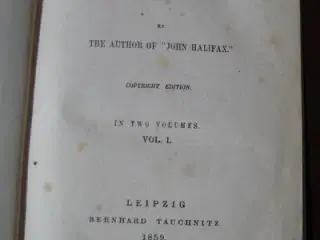 BY
THE AUTHOR OF "JOHN HALIFAX."
COPYRIGHT EDITION.
IN TWO VOLUMES.
VOL. I.
LEIPZIG
BERNHARD TAUCHNITZ
1859.